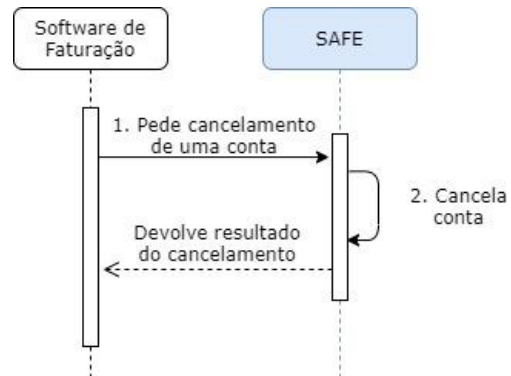 Software de
Faturação
SAFE
1. Pede cancelamento
de uma conta
2. Cancela
conta
Devolve resultado
do cancelamento